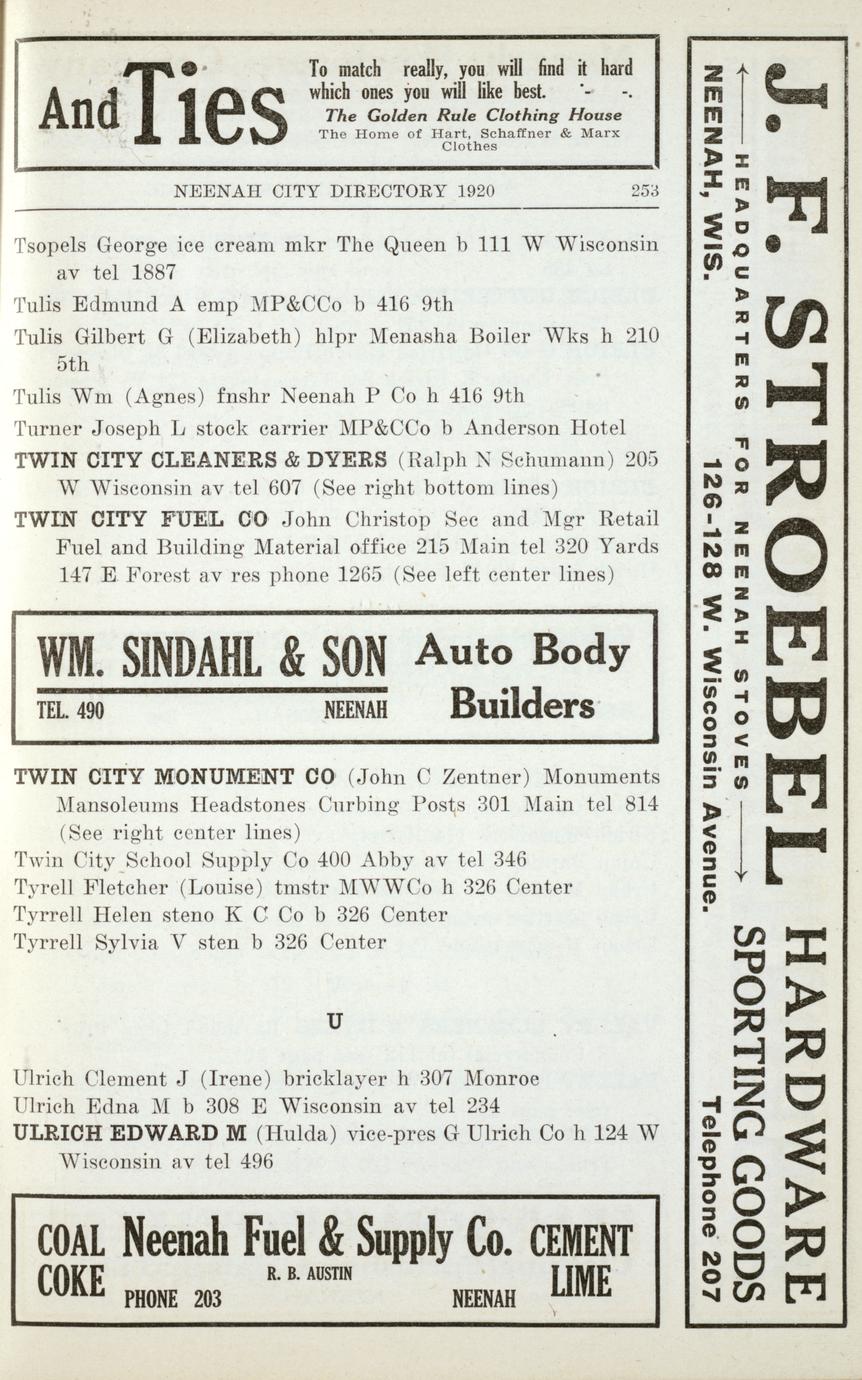 And Ties
To match really, you will find it hard
which ones you will like best.
The Golden Rule Clothing House
The Home of Hart, Schaffner & Marx
Clothes
NEENAH CITY DIRECTORY 1920 253
Tsopels George ice cream mkr The Queen b 111 W Wisconsin
av tel 1887
Tulis Edmund A emp MP&CCo b 416 9th
Tulis Gilbert G (Elizabeth) hlpr Menasha Boiler Wks h 210
5th
Tulis Wm (Agnes) fnshr Neenah P Co h 416 9th
Turner Joseph L stock carrier MP&CCo b Anderson Hotel
TWIN CITY CLEANERS & DYERS (Ralph N Schumann) 205
W Wisconsin av tel 607 (See right bottom lines)
TWIN CITY FUEL CO John Christop Sec and Mgr Retail
Fuel and Building Material office 215 Main tel 320 Yards
147 E Forest av res phone 1265 (See left center lines)
WM. SINDAHL & SON Auto Body
TEL. 490 NEENAH Builders
TWIN CITY MONUMENT CO (John C Zentner) Monuments
Mansoleums Headstones Curbing Posts 301 Main tel 814
(See right center lines)
Twin City School Supply Co 400 Abby av tel 346
Tyrell Fletcher (Louise) tmstr MWWCo h 326 Center
Tyrrell Helen steno K C Co b 326 Center
Tyrrell Sylvia V sten b 326 Center
U
Ulrich Clement J (Irene) bricklayer h 307 Monroe
Ulrich Edna M b 308 E Wisconsin av tel 234
ULRICH EDWARD M (Hulda) vice-pres G Ulrich Co h 124 W
Wisconsin av tel 496
COAL Neenah Fuel & Supply Co. CEMENT
COKE R. B. AUSTIN LIME
PHONE 203 NEENAH
J. F. STROEBEL HARDWARE
SPORTING GOODS
←HEADQUARTERS FOR NEENAH STOVES→
NEENAH, WIS. 126-128 W. Wisconsin Avenue. Telephone 207